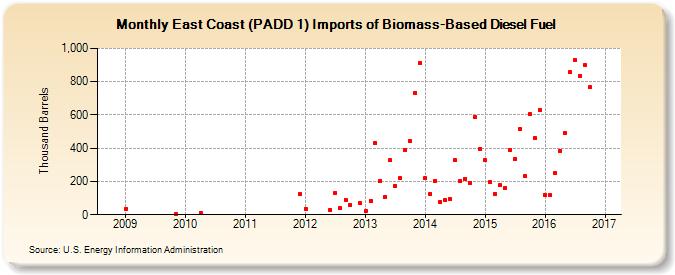 Monthly East Coast (PADD 1) Imports of Biomass-Based Diesel Fuel
Thousand Barrels
1,000
800
600
400
200
0
2009 2010 2011 2012 2013 2014 2015 2016 2017
Source: U.S. Energy Information Administration